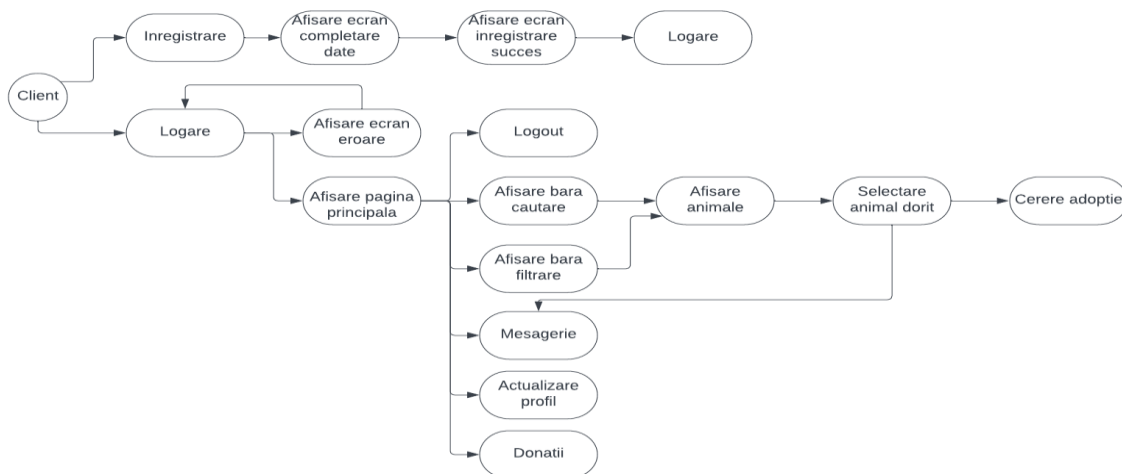 Inregistrare
Afisare ecran
completare
date
Afisare ecran
inregistrare
succes
Logare
Client
Logare
Afisare ecran
eroare
Logout
Afisare pagina
principala
Afisare bara
cautare
Afisare
animale
Selectare
animal dorit
Cerere adoptie
Afisare bara
filtrare
Mesagerie
Actualizare
profil
Donatii